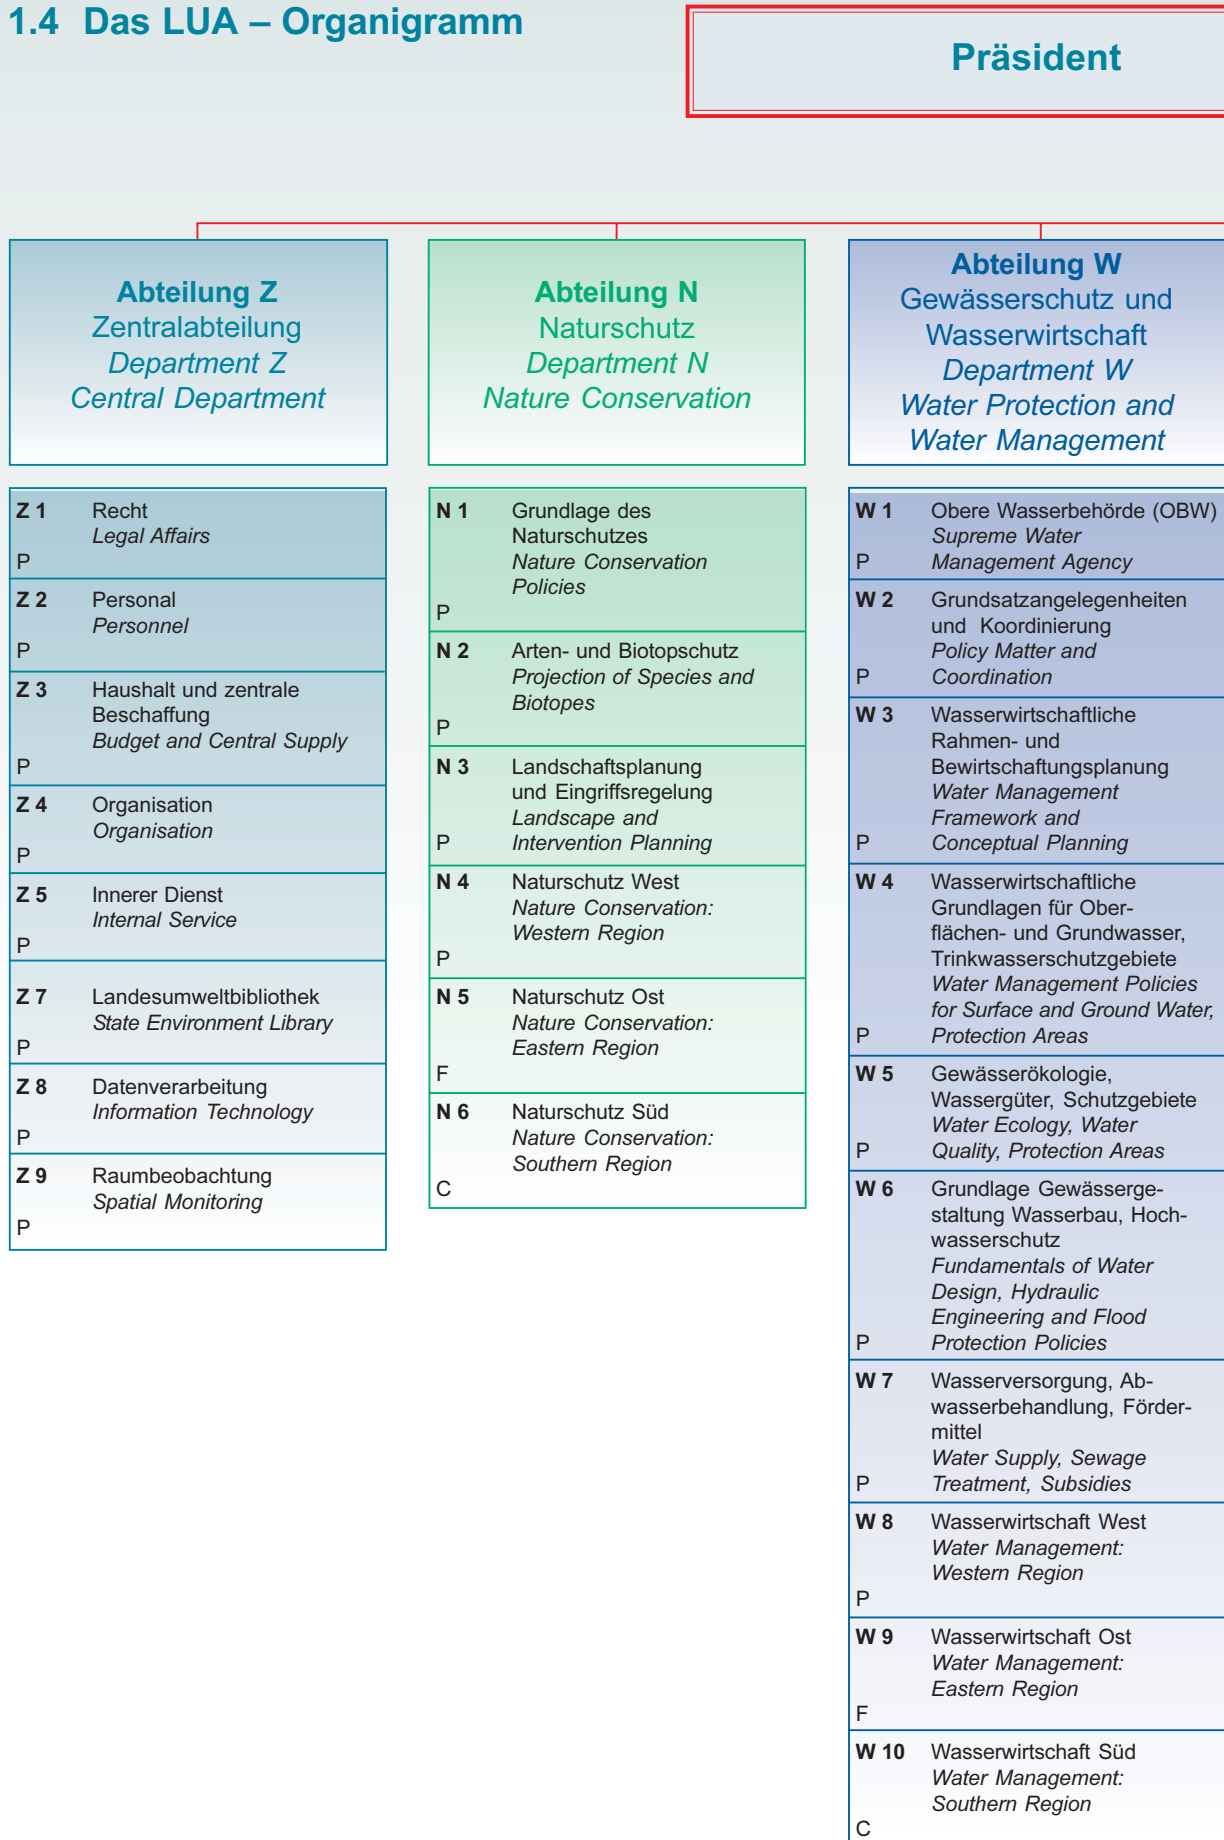 1.4 Das LUA – Organigramm
Präsident
Abteilung Z
Zentralabteilung
Department Z
Central Department
Z 1 Recht
Legal Affairs
P
Z 2 Personal
Personnel
P
Z 3 Haushalt und zentrale
Beschaffung
Budget and Central Supply
P
Z 4 Organisation
Organisation
P
Z 5 Innerer Dienst
Internal Service
P
Z 7 Landesumweltbibliothek
State Environment Library
P
Z 8 Datenverarbeitung
Information Technology
P
Z 9 Raumbeobachtung
Spatial Monitoring
P
Abteilung N
Naturschutz
Department N
Nature Conservation
N 1 Grundlage des
Naturschutzes
Nature Conservation
Policies
P
N 2 Arten- und Biotopschutz
Projection of Species and
Biotopes
P
N 3 Landschaftsplanung
und Eingriffsregelung
Landscape and
P Intervention Planning
N 4 Naturschutz West
Nature Conservation:
Western Region
P
N 5 Naturschutz Ost
Nature Conservation:
Eastern Region
F
N 6 Naturschutz Süd
Nature Conservation:
Southern Region
C
Abteilung W
Gewässerschutz und
Wasserwirtschaft
Department W
Water Protection and
Water Management
W 1 Obere Wasserbehörde (OBW)
Supreme Water
P Management Agency
W 2 Grundsatzangelegenheiten
und Koordinierung
Policy Matter and
P Coordination
W 3 Wasserwirtschaftliche
Rahmen- und
Bewirtschaftungsplanung
Water Management
Framework and
P Conceptual Planning
W 4 Wasserwirtschaftliche
Grundlagen für Ober-
flächen- und Grundwasser,
Trinkwasserschutzgebiete
Water Management Policies
for Surface and Ground Water,
P Protection Areas
W 5 Gewässerökologie,
Wassergüter, Schutzgebiete
Water Ecology, Water
P Quality, Protection Areas
W 6 Grundlage Gewässerge-
staltung Wasserbau, Hoch-
wasserschutz
Fundamentals of Water
Design, Hydraulic
Engineering and Flood
P Protection Policies
W 7 Wasserversorgung, Ab-
wasserbehandlung, Förder-
mittel
Water Supply, Sewage
P Treatment, Subsidies
W 8 Wasserwirtschaft West
Water Management:
Western Region
P
W 9 Wasserwirtschaft Ost
Water Management:
Eastern Region
F
W 10 Wasserwirtschaft Süd
Water Management:
Southern Region
C